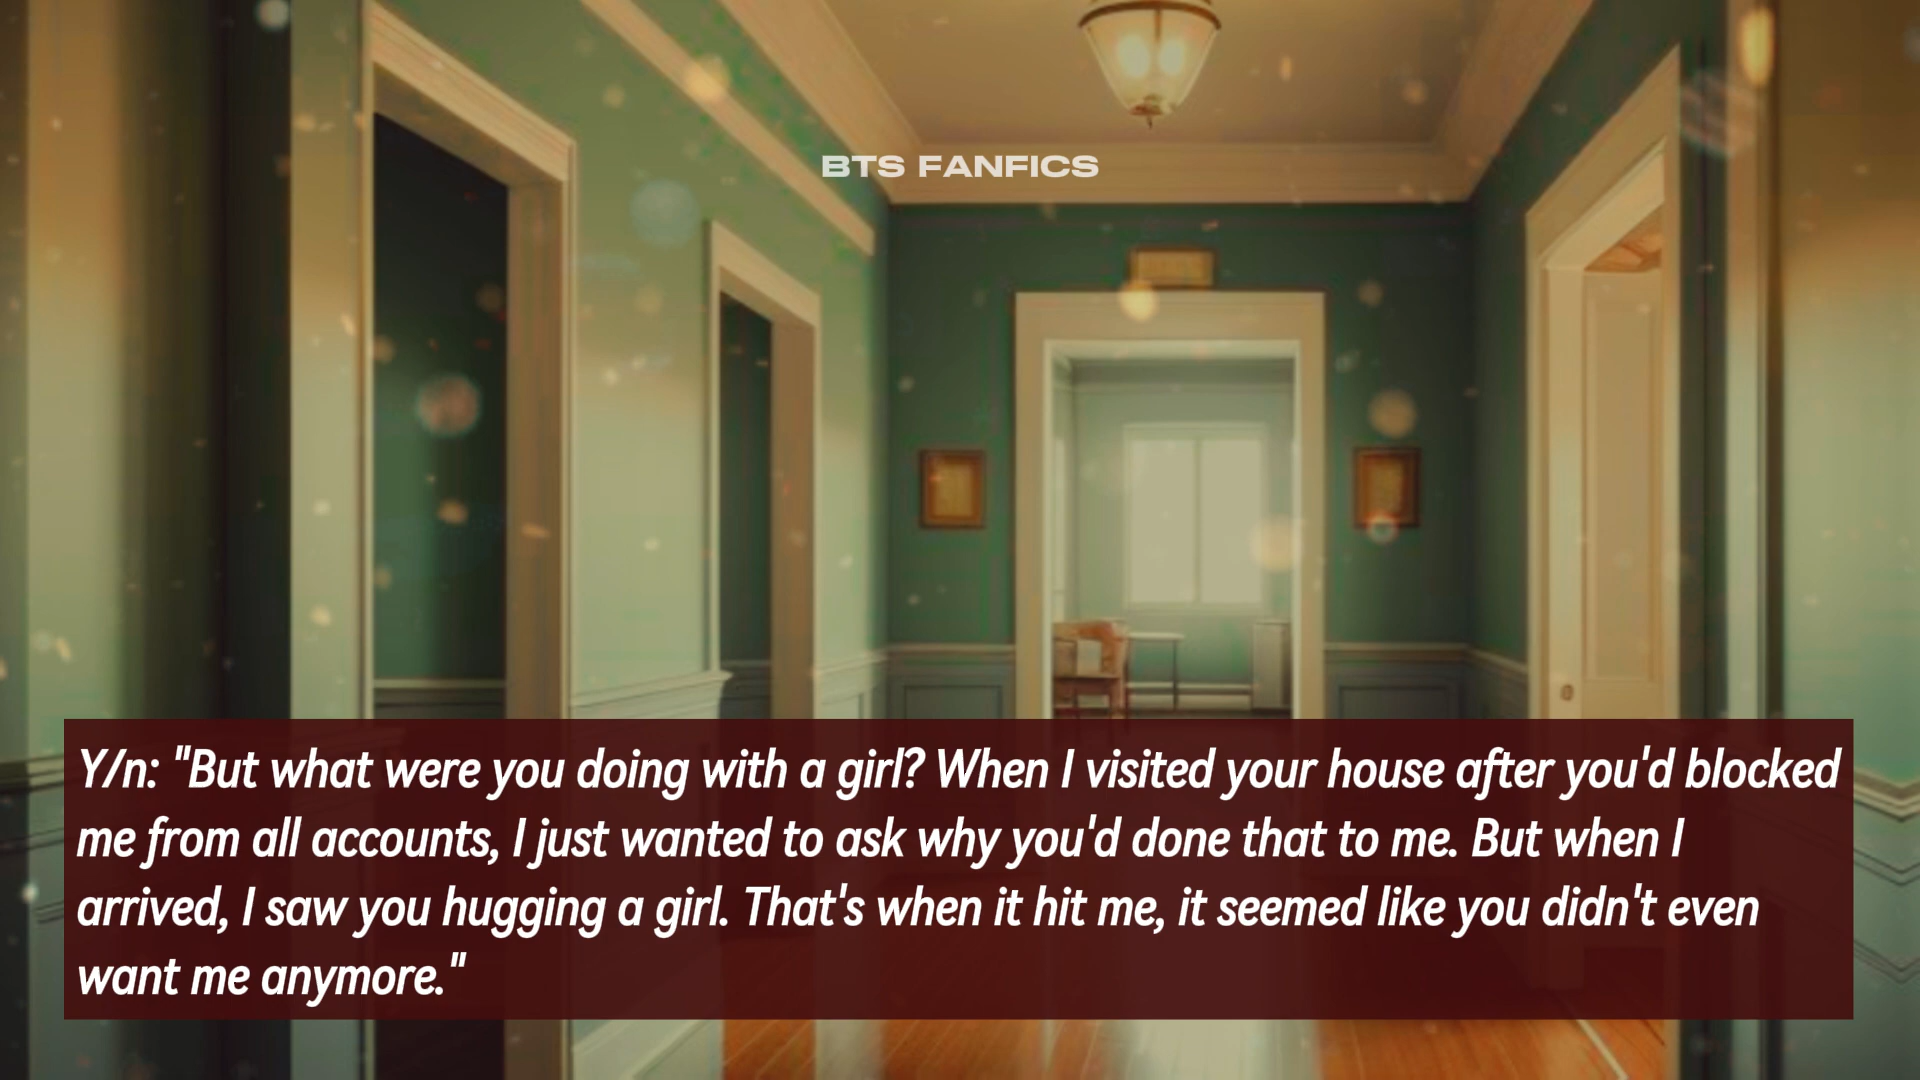 BTS FANFICS
Y/n: "But what were you doing with a girl? When I visited your house after you'd blocked
me from all accounts, I just wanted to ask why you'd done that to me. But when I
arrived, I saw you hugging a girl. That's when it hit me, it seemed like you didn't even
want me anymore."